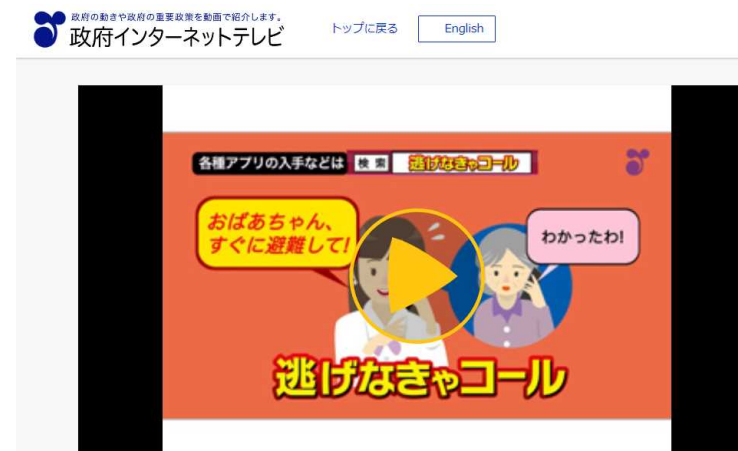 政府の動きや政府の重要政策を動画で紹介します。
政府インターネットテレビ
トップに戻る
English
各種アプリの入手などは 検索 逃げなきゃコール
おばあちゃん、
すぐに避難して!
わかったわ!
逃げなきゃコール